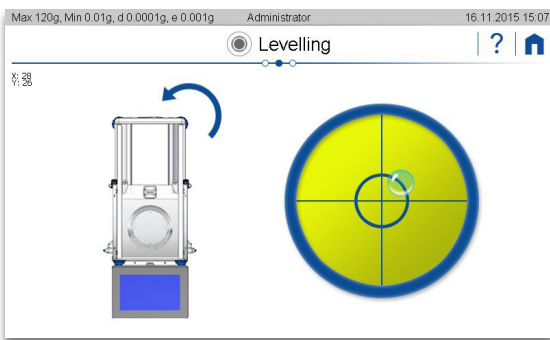 Max 120g, Min 0.01g, d 0.0001g, e 0.001g Administrator 16.11.2015 15:07
Levelling
?
X: 28
Y: 26